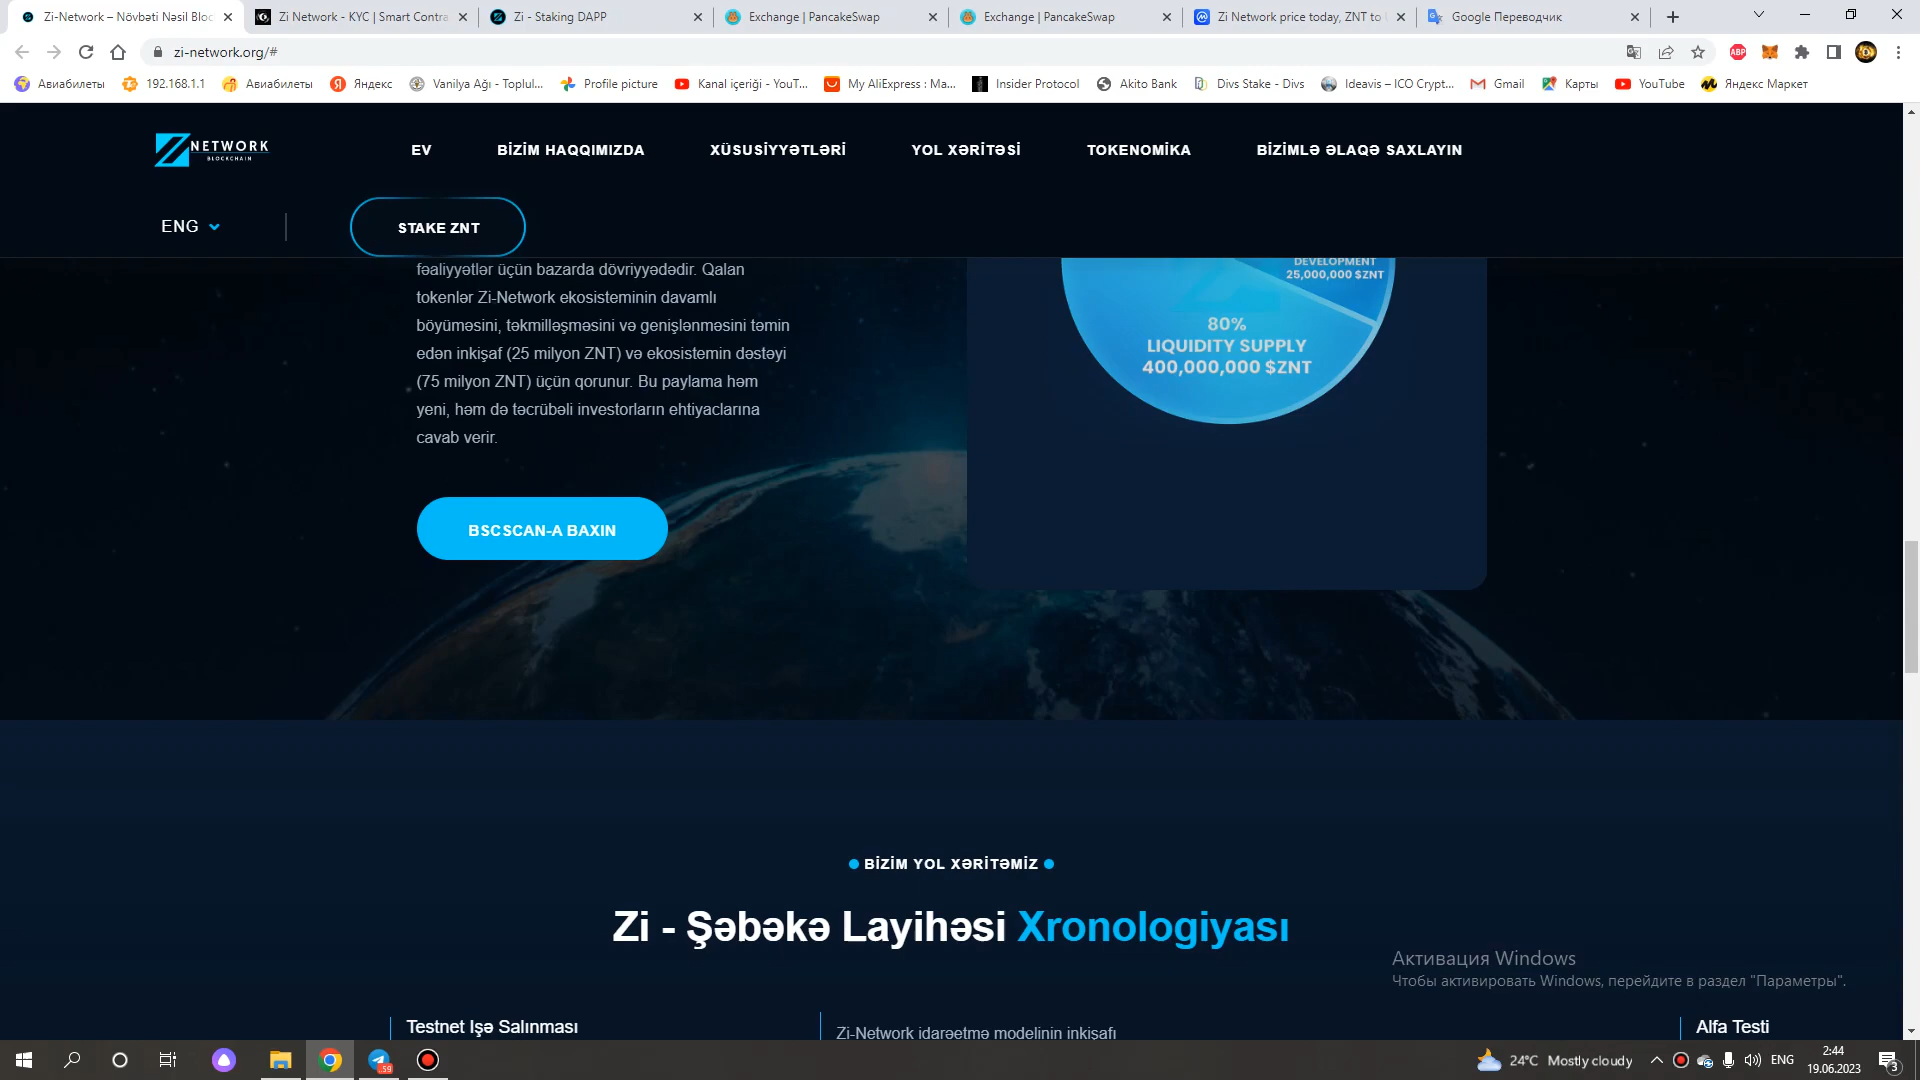 Zi-Network – Növbəti Nəsil Bloc
Zi Network - KYC | Smart Contra
Zi - Staking DAPP
Exchange | PancakeSwap
Exchange | PancakeSwap
Zi Network price today, ZNT to
Google Переводчик
zi-network.org/#
Авиабилеты
192.168.1.1
Авиабилеты
Яндекс
Vanilya Ağı - Toplul...
Profile picture
Kanal içeriği - YouT...
My AliExpress : Ma...
Insider Protocol
Akito Bank
Divs Stake - Divs
Ideavis – ICO Crypt...
Gmail
Карты
YouTube
Яндекс Маркет
NETWORK
BLOCKCHAIN
EV
BİZİM HAQQIMIZDA
XÜSUSİYYƏTLƏRİ
YOL XƏRİTƏSİ
TOKENOMİKA
BİZİMLƏ ƏLAQƏ SAXLAYIN
ENG
STAKE ZNT
fəaliyyətlər üçün bazarda dövriyyədədir. Qalan
tokenlər Zi-Network ekosisteminin davamlı
böyüməsini, təkmilləşməsini və genişlənməsini təmin
edən inkişaf (25 milyon ZNT) və ekosistemin dəstəyi
(75 milyon ZNT) üçün qorunur. Bu paylama həm
yeni, həm də təcrübəli investorların ehtiyaclarına
cavab verir.
BSCSCAN-A BAXIN
DEVELOPMENT
25,000,000 $ZNT
80%
LIQUIDITY SUPPLY
400,000,000 $ZNT
BİZİM YOL XƏRİTƏMİZ
Zi - Şəbəkə Layihəsi Xronologiyası
Активация Windows
Чтобы активировать Windows, перейдите в раздел "Параметры".
Testnet Işə Salınması
Zi-Network idarəetmə modelinin inkişafı
Alfa Testi
59
24°C Mostly cloudy
ENG
2:44
19.06.2023
3